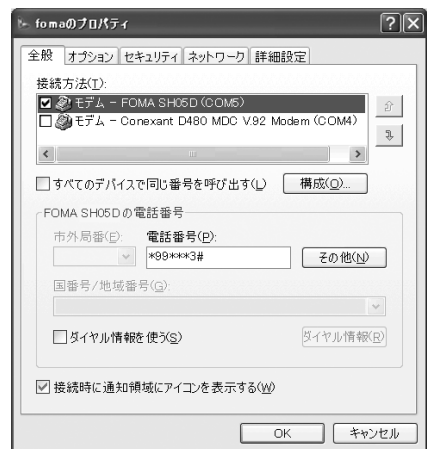 fomaのプロパティ
全般 オプション セキュリティ ネットワーク 詳細設定
接続方法(T):
モデム - FOMA SH05D (COM5)
モデム - Conexant D480 MDC V.92 Modem (COM4)
すべてのデバイスで同じ番号を呼び出す(L) 構成(O)...
FOMA SH05Dの電話番号
市外局番(E): 電話番号(P):
*99***3# その他(N)
国番号/地域番号(G):
ダイヤル情報を使う(S) ダイヤル情報(R)
接続時に通知領域にアイコンを表示する(W)
OK キャンセル